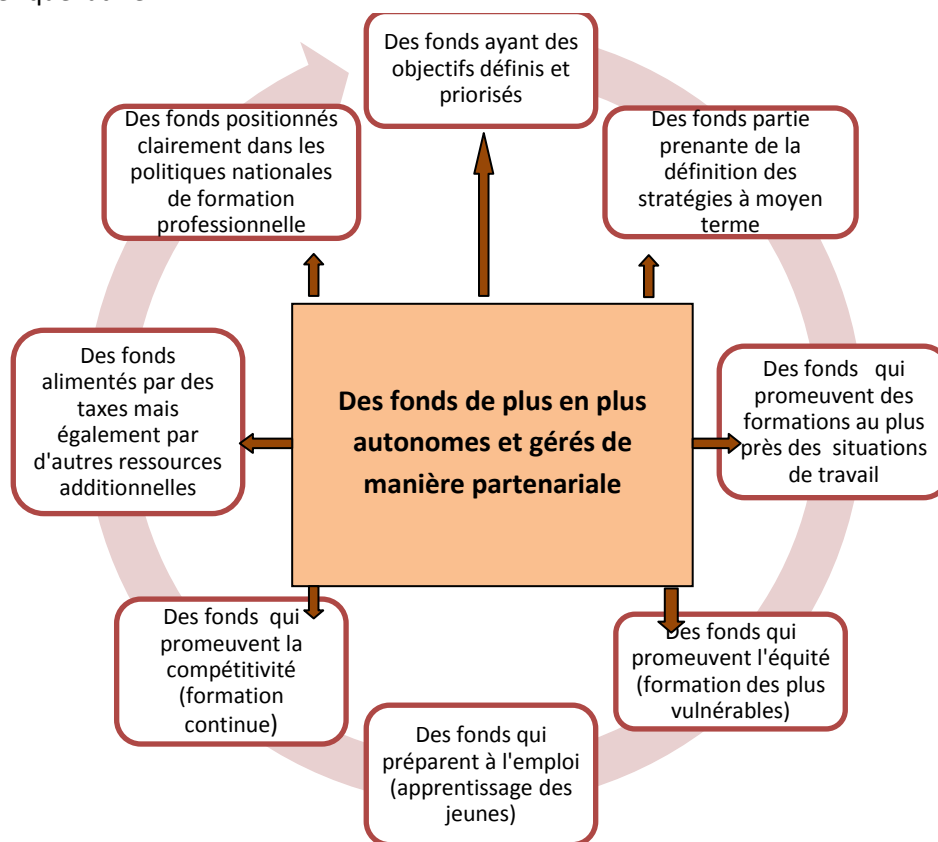 Des fonds ayant des
objectifs définis et
priorisés
Des fonds positionnés
clairement dans les
politiques nationales
de formation
professionnelle
Des fonds partie
prenante de la
définition des
stratégies à moyen
terme
Des fonds
alimentés par des
taxes mais
également par
d'autres ressources
additionnelles
Des fonds de plus en plus
autonomes et gérés de
manière partenariale
Des fonds qui
promeuvent des
formations au plus
près des situations
de travail
Des fonds qui
promeuvent la
compétitivité
(formation
continue)
Des fonds qui
préparent à l'emploi
(apprentissage des
jeunes)
Des fonds qui
promeuvent l'équité
(formation des plus
vulnérables)